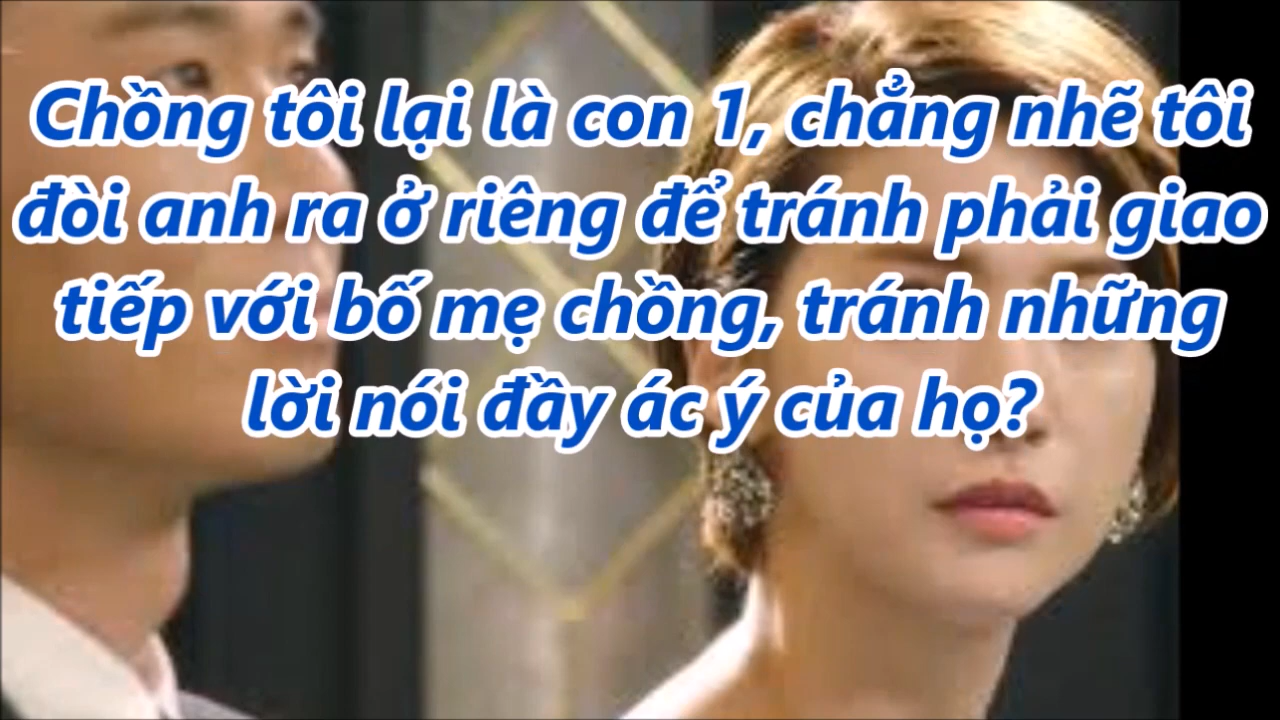 Chồng tôi lại là con 1, chẳng nhẽ tôi
đòi anh ra ở riêng để tránh phải giao
tiếp với bố mẹ chồng, tránh những
lời nói đầy ác ý của họ?